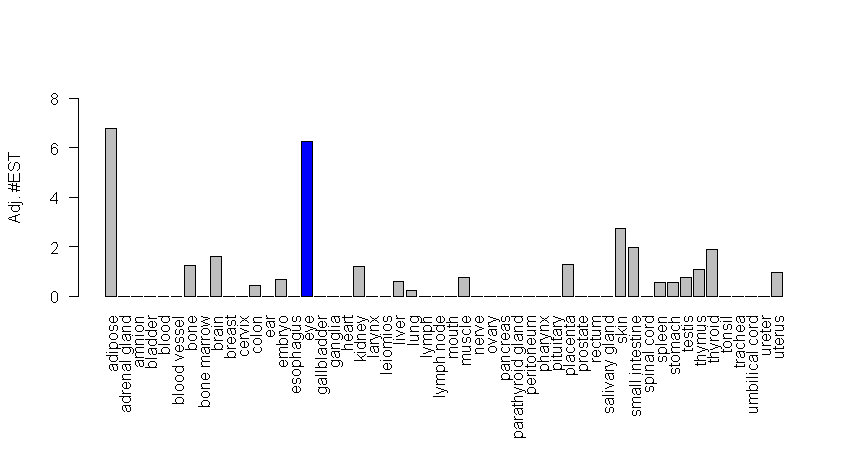 Adj. #EST
8
6
4
2
0
adipose
adrenal gland
amnion
bladder
blood
blood vessel
bone
bone marrow
brain
breast
cervix
colon
ear
embryo
esophagus
eye
gallbladder
ganglia
heart
kidney
larynx
leiomios
liver
lung
lymph
lymph node
mouth
muscle
nerve
ovary
pancreas
parathyroid gland
peritoneum
pharynx
pituitary
placenta
prostate
rectum
salivary gland
skin
small intestine
spinal cord
spleen
stomach
testis
thymus
thyroid
tonsil
trachea
umbilical cord
ureter
uterus